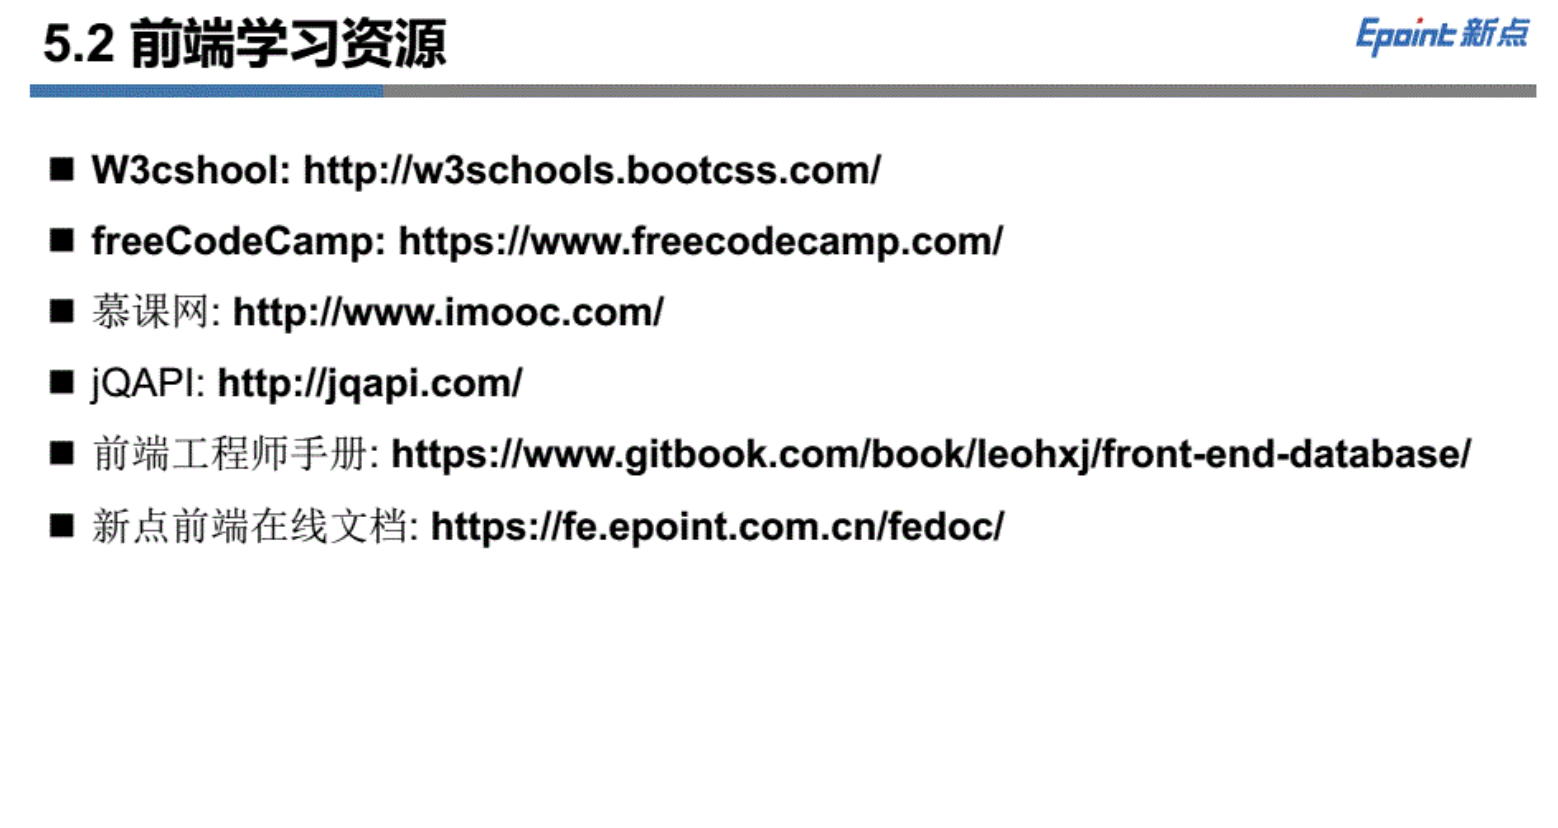 5.2 前端学习资源
Epoint 新点
W3cshool: http://w3schools.bootcss.com/
freeCodeCamp: https://www.freecodecamp.com/
慕课网: http://www.imooc.com/
jQAPI: http://jqapi.com/
前端工程师手册: https://www.gitbook.com/book/leohxj/front-end-database/
新点前端在线文档: https://fe.epoint.com.cn/fedoc/